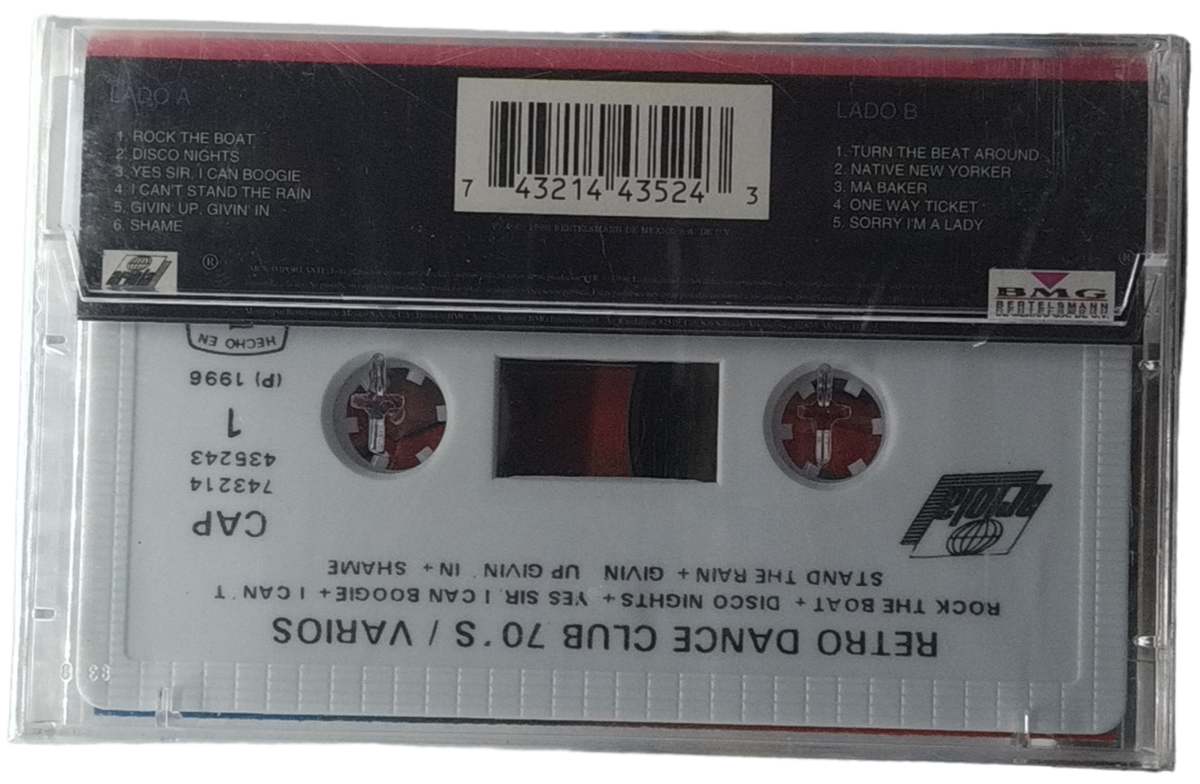 LADO A
1. ROCK THE BOAT
2. DISCO NIGHTS
3. YES SIR, I CAN BOOGIE
4. I CAN'T STAND THE RAIN
5. GIVIN' UP, GIVIN' IN
6. SHAME
7 43214 43524 3
LADO B
1. TURN THE BEAT AROUND
2. NATIVE NEW YORKER
3. MA BAKER
4. ONE WAY TICKET
5. SORRY I'M A LADY
ariola
®
®
BMG
BERTELSMANN
RETRO DANCE CLUB 70'S / VARIOS
ROCK THE BOAT + DISCO NIGHTS + YES SIR. I CAN BOOGIE + I CAN'T
STAND THE RAIN + GIVIN UP GIVIN' IN + SHAME
ariola
CAP
743214
435243
1
(P) 1996
HECHO EN
83 8